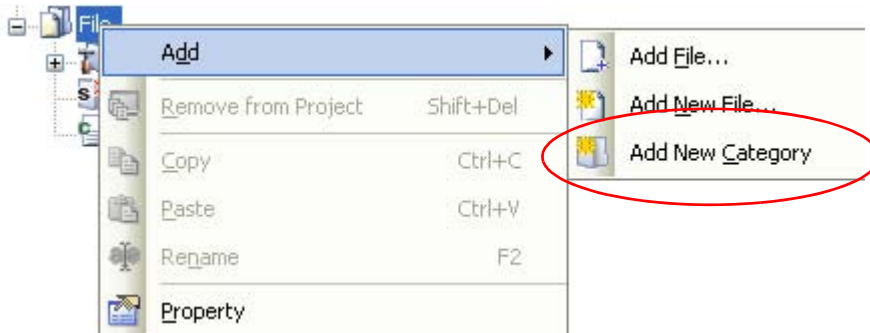 File
Add
Remove from Project Shift+Del
Copy Ctrl+C
Paste Ctrl+V
Rename F2
Property
Add File...
Add New File...
Add New Category